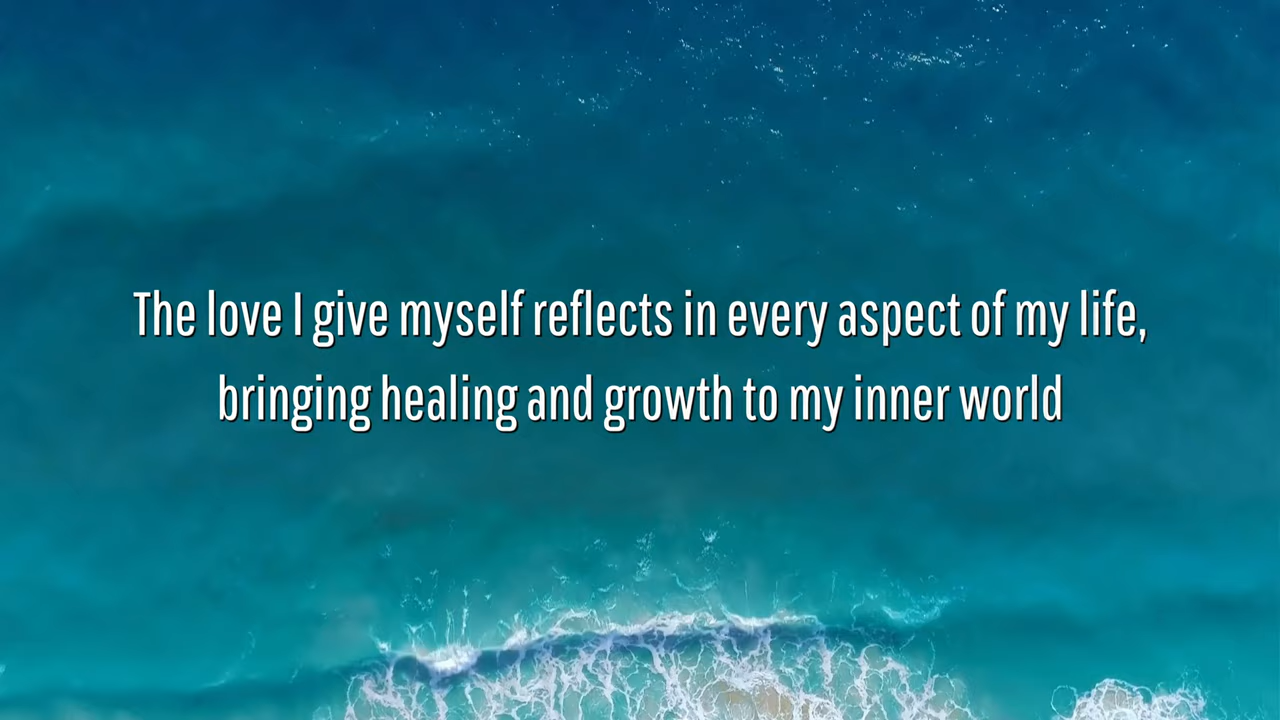 The love I give myself reflects in every aspect of my life,
bringing healing and growth to my inner world